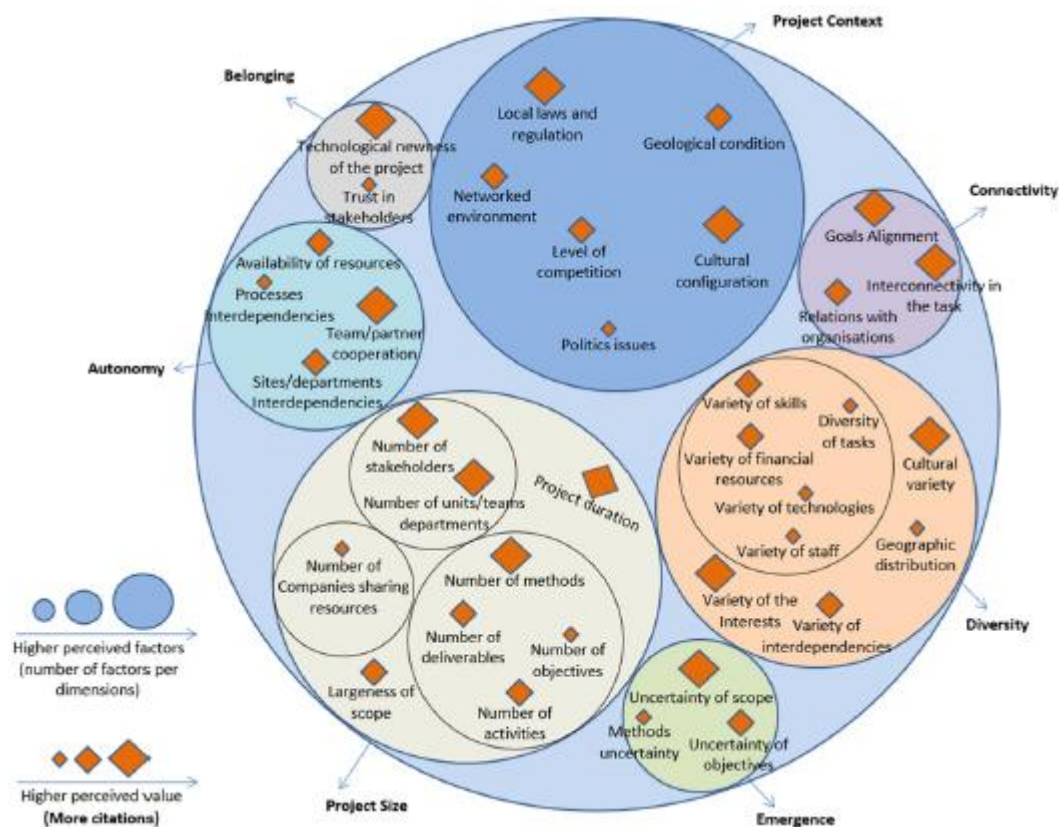 Project Context
Belonging
Local laws and
regulation
Geological condition
Technological newness
of the project
Trust in
stakeholders
Networked
environment
Connectivity
Level of
competition
Cultural
configuration
Goals Alignment
Interconnectivity in
the task
Relations with
organisations
Politics issues
Availability of resources
Processes
Interdependencies
Team/partner
cooperation
Sites/departments
Interdependencies
Autonomy
Variety of skills
Diversity
of tasks
Variety of financial
resources
Variety of technologies
Variety of staff
Cultural
variety
Geographic
distribution
Variety of the
Interests
Variety of
interdependencies
Diversity
Number of
stakeholders
Number of units/teams
departments
Project duration
Number of
Companies sharing
resources
Number of methods
Number of
deliverables
Number of
objectives
Number of
activities
Largeness of
scope
Project Size
Uncertainty of scope
Methods
uncertainty
Uncertainty of
objectives
Emergence
Higher perceived factors
(number of factors per
dimensions)
Higher perceived value
(More citations)